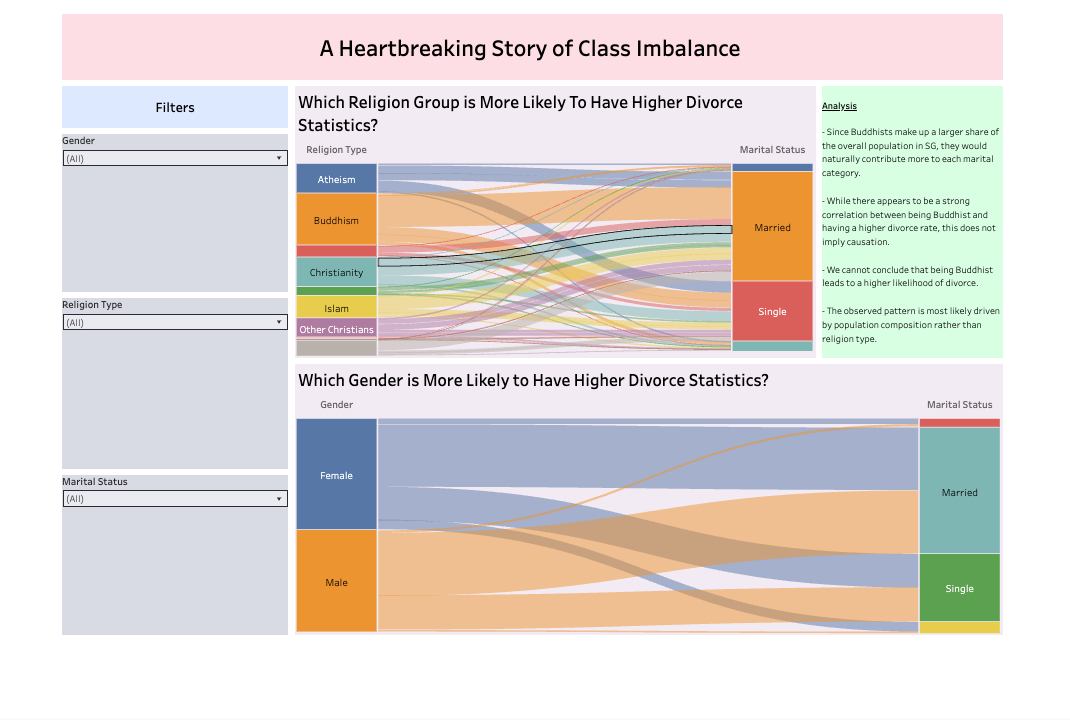 A Heartbreaking Story of Class Imbalance
Filters
Gender
(All)
Religion Type
(All)
Marital Status
(All)
Which Religion Group is More Likely To Have Higher Divorce
Statistics?
Religion Type
Marital Status
Atheism
Buddhism
Christianity
Islam
Other Christians
Married
Single
Analysis
- Since Buddhists make up a larger share of
the overall population in SG, they would
naturally contribute more to each marital
category.
- While there appears to be a strong
correlation between being Buddhist and
having a higher divorce rate, this does not
imply causation.
- We cannot conclude that being Buddhist
leads to a higher likelihood of divorce.
- The observed pattern is most likely driven
by population composition rather than
religion type.
Which Gender is More Likely to Have Higher Divorce Statistics?
Gender
Marital Status
Female
Male
Married
Single